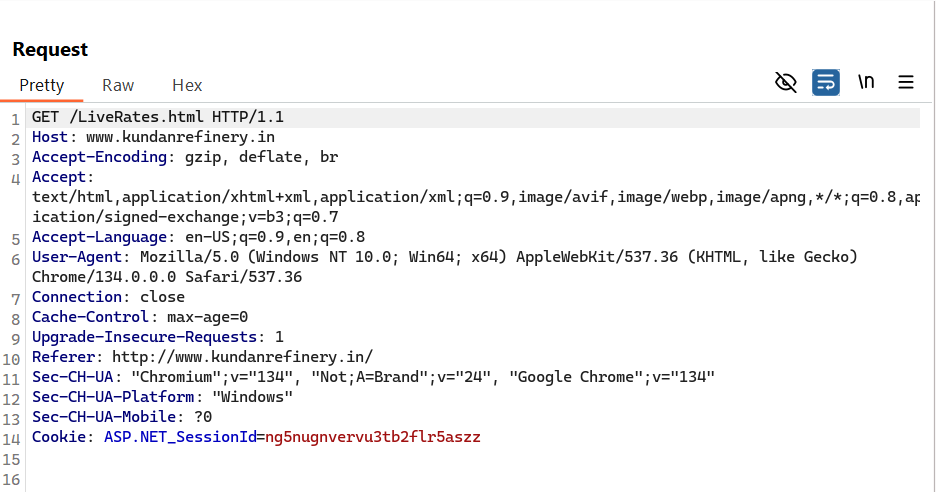 Request
Pretty Raw Hex \n
1 GET /LiveRates.html HTTP/1.1
2 Host: www.kundanrefinery.in
3 Accept-Encoding: gzip, deflate, br
4 Accept:
text/html,application/xhtml+xml,application/xml;q=0.9,image/avif,image/webp,image/apng,*/*;q=0.8,ap
ication/signed-exchange;v=b3;q=0.7
5 Accept-Language: en-US;q=0.9,en;q=0.8
6 User-Agent: Mozilla/5.0 (Windows NT 10.0; Win64; x64) AppleWebKit/537.36 (KHTML, like Gecko)
Chrome/134.0.0.0 Safari/537.36
7 Connection: close
8 Cache-Control: max-age=0
9 Upgrade-Insecure-Requests: 1
10 Referer: http://www.kundanrefinery.in/
11 Sec-CH-UA: "Chromium";v="134", "Not;A=Brand";v="24", "Google Chrome";v="134"
12 Sec-CH-UA-Platform: "Windows"
13 Sec-CH-UA-Mobile: ?0
14 Cookie: ASP.NET_SessionId=ng5nugnvervu3tb2flr5aszz
15
16